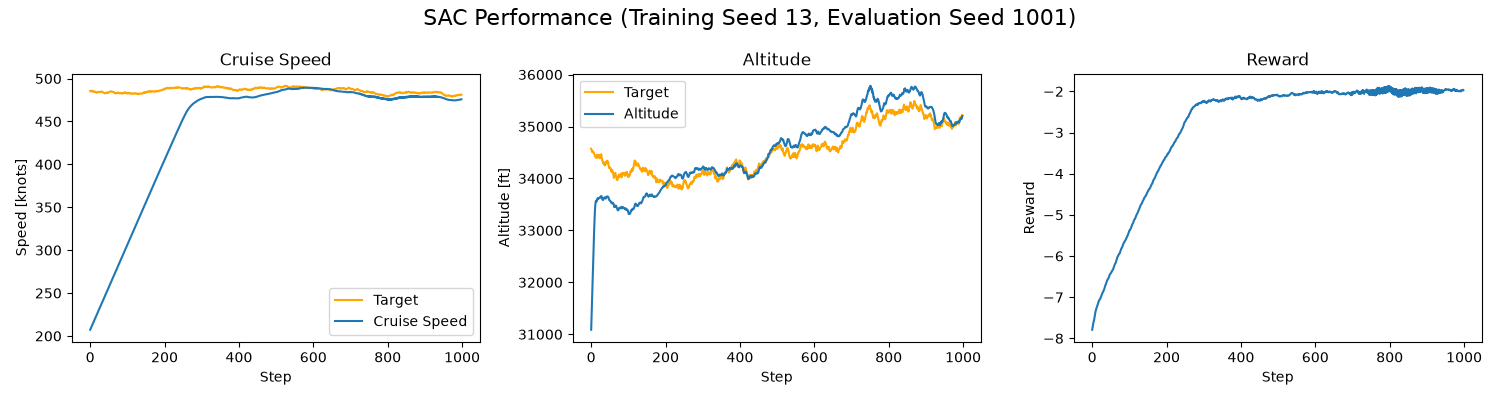 SAC Performance (Training Seed 13, Evaluation Seed 1001)
Cruise Speed
Speed [knots]
500
450
400
350
300
250
200
0 200 400 600 800 1000
Step
Target
Cruise Speed
Altitude
Altitude [ft]
36000
35000
34000
33000
32000
31000
0 200 400 600 800 1000
Step
Target
Altitude
Reward
Reward
−2
−3
−4
−5
−6
−7
−8
0 200 400 600 800 1000
Step